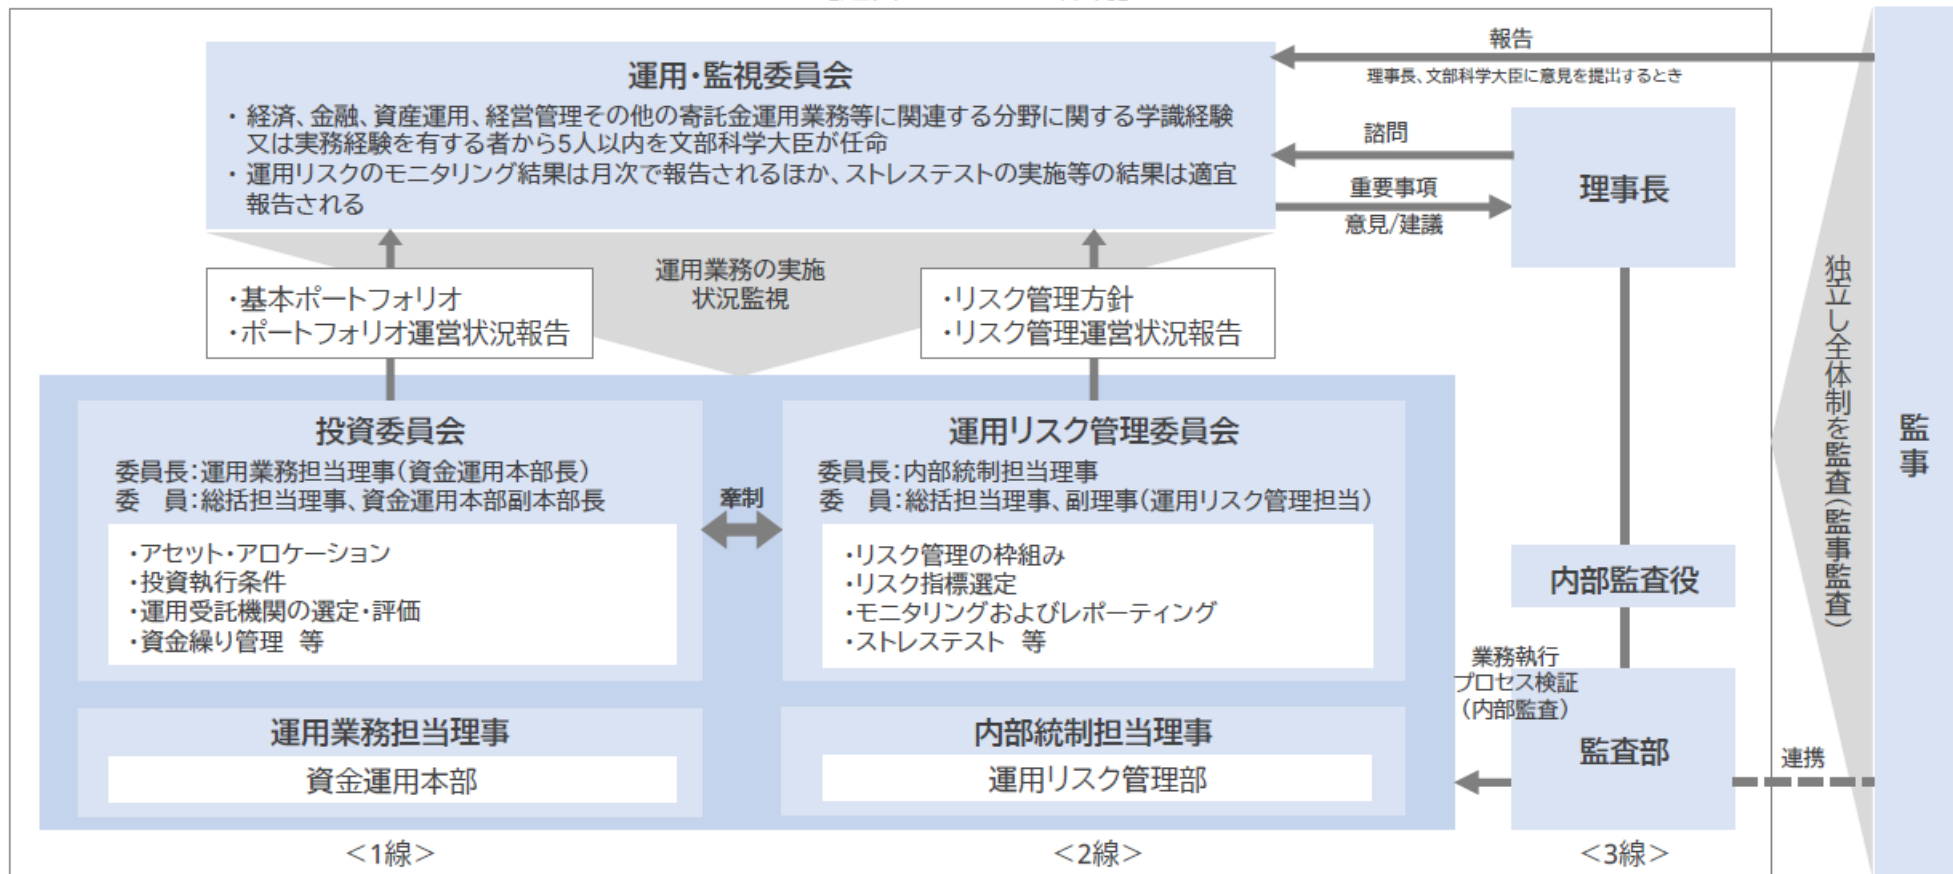 報告
理事長、文部科学大臣に意見を提出するとき
運用・監視委員会
・ 経済、金融、資産運用、経営管理その他の寄託金運用業務等に関連する分野に関する学識経験
又は実務経験を有する者から5人以内を文部科学大臣が任命
・ 運用リスクのモニタリング結果は月次で報告されるほか、ストレステストの実施等の結果は適宜
報告される
諮問
重要事項
意見/建議
理事長
運用業務の実施
状況監視
・基本ポートフォリオ
・ポートフォリオ運営状況報告
・リスク管理方針
・リスク管理運営状況報告
投資委員会
委員長：運用業務担当理事（資金運用本部長）
委　員：総括担当理事、資金運用本部副本部長
・アセット・アロケーション
・投資執行条件
・運用受託機関の選定・評価
・資金繰り管理 等
牽制
運用リスク管理委員会
委員長：内部統制担当理事
委　員：総括担当理事、副理事（運用リスク管理担当）
・リスク管理の枠組み
・リスク指標選定
・モニタリングおよびレポーティング
・ストレステスト 等
運用業務担当理事
資金運用本部
内部統制担当理事
運用リスク管理部
内部監査役
業務執行
プロセス検証
（内部監査）
監査部
連携
独立し全体制を監査（監事監査）
監事
＜1線＞
＜2線＞
＜3線＞